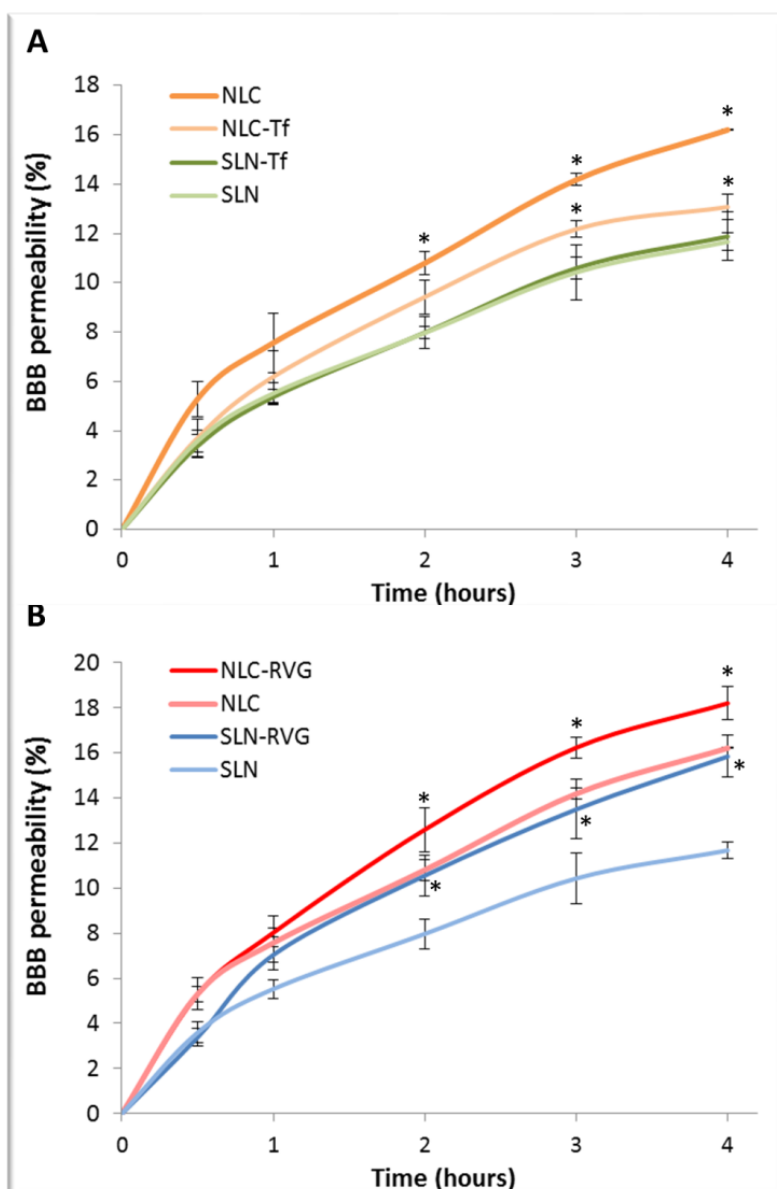 A
18
16
14
12
10
8
6
4
2
0
BBB permeability (%)
NLC
NLC-Tf
SLN-Tf
SLN
*
*
*
*
*
0 1 2 3 4
Time (hours)
B
20
18
16
14
12
10
8
6
4
2
0
BBB permeability (%)
NLC-RVG
NLC
SLN-RVG
SLN
*
*
*
*
*
*
0 1 2 3 4
Time (hours)